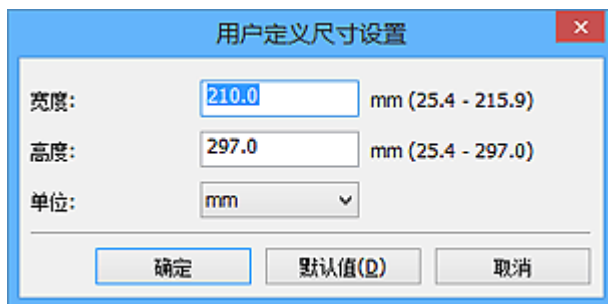 用户定义尺寸设置
宽度: 210.0 mm (25.4 - 215.9)
高度: 297.0 mm (25.4 - 297.0)
单位: mm
确定 默认值(D) 取消